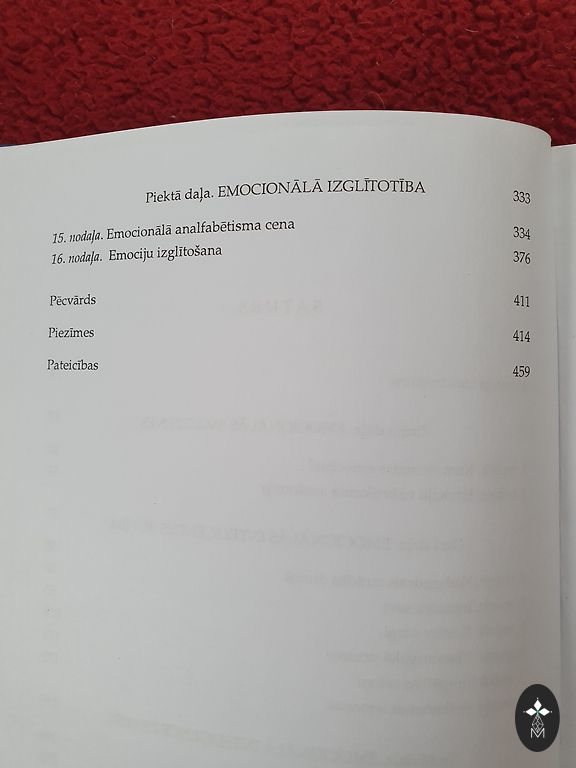 Piektā daļa. EMOCIONĀLĀ IZGLĪTOTĪBA 333
15. nodaļa. Emocionālā analfabētisma cena 334
16. nodaļa. Emociju izglītošana 376
Pēcvārds 411
Piezīmes 414
Pateicības 459
M